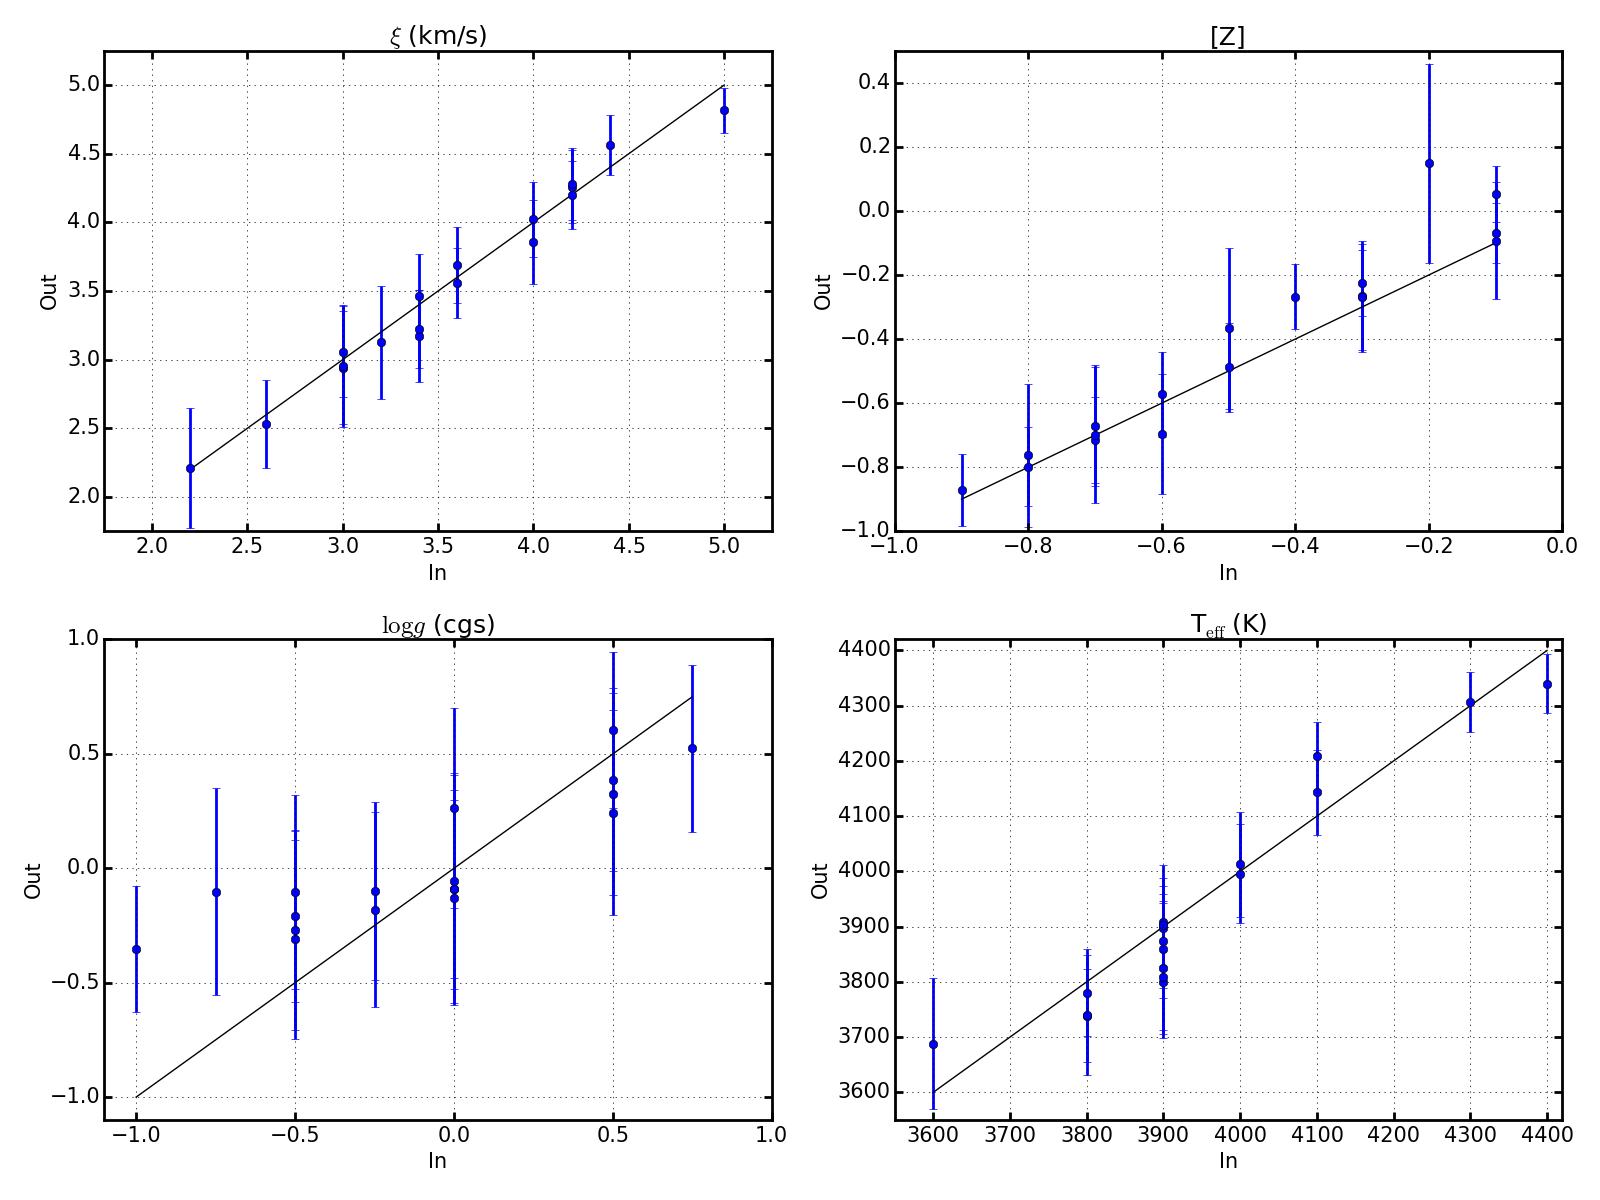 ξ (km/s)
5.0
4.5
4.0
3.5
3.0
2.5
2.0
Out
2.0 2.5 3.0 3.5 4.0 4.5 5.0
In
[Z]
0.4
0.2
0.0
−0.2
−0.4
−0.6
−0.8
−1.0
Out
−1.0 −0.8 −0.6 −0.4 −0.2 0.0
In
log g (cgs)
1.0
0.5
0.0
−0.5
−1.0
Out
−1.0 −0.5 0.0 0.5 1.0
In
T_eff (K)
4400
4300
4200
4100
4000
3900
3800
3700
3600
Out
3600 3700 3800 3900 4000 4100 4200 4300 4400
In